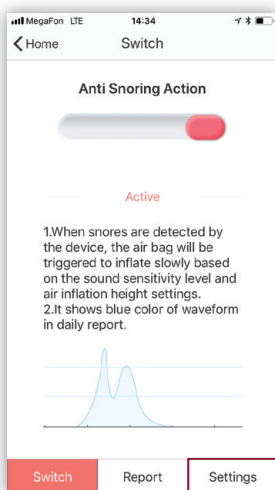 MegaFon LTE 14:34
Home Switch
Anti Snoring Action
Active
1.When snores are detected by
the device, the air bag will be
triggered to inflate slowly based
on the sound sensitivity level and
air inflation height settings.
2.It shows blue color of waveform
in daily report.
Switch Report Settings